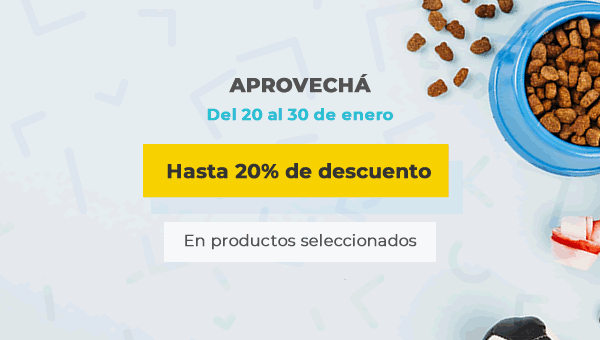 APROVECHÁ
Del 20 al 30 de enero
Hasta 20% de descuento
En productos seleccionados